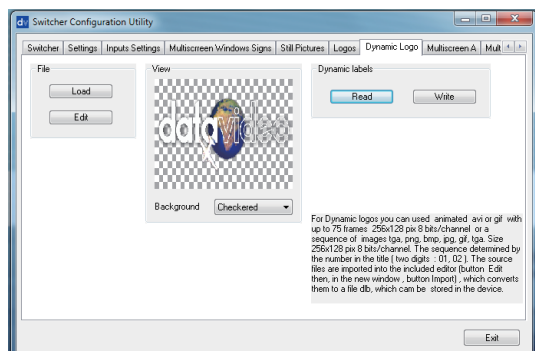 dv Switcher Configuration Utility
Switcher Settings Inputs Settings Multiscreen Windows Signs Still Pictures Logos Dynamic Logo Multiscreen A Mult
File
Load
Edit
View
datavideo
Background Checkered
Dynamic labels
Read Write
For Dynamic logos you can used animated avi or gif with
up to 75 frames 256x128 pix 8 bits/channel or a
sequence of images tga, png, bmp, jpg, gif, tga. Size
256x128 pix 8 bits/channel. The sequence determined by
the number in the title ( two digits : 01, 02 ). The source
files are imported into the included editor (button Edit
then, in the new window , button Import) , which converts
them to a file dlb, which cam be stored in the device.
Exit